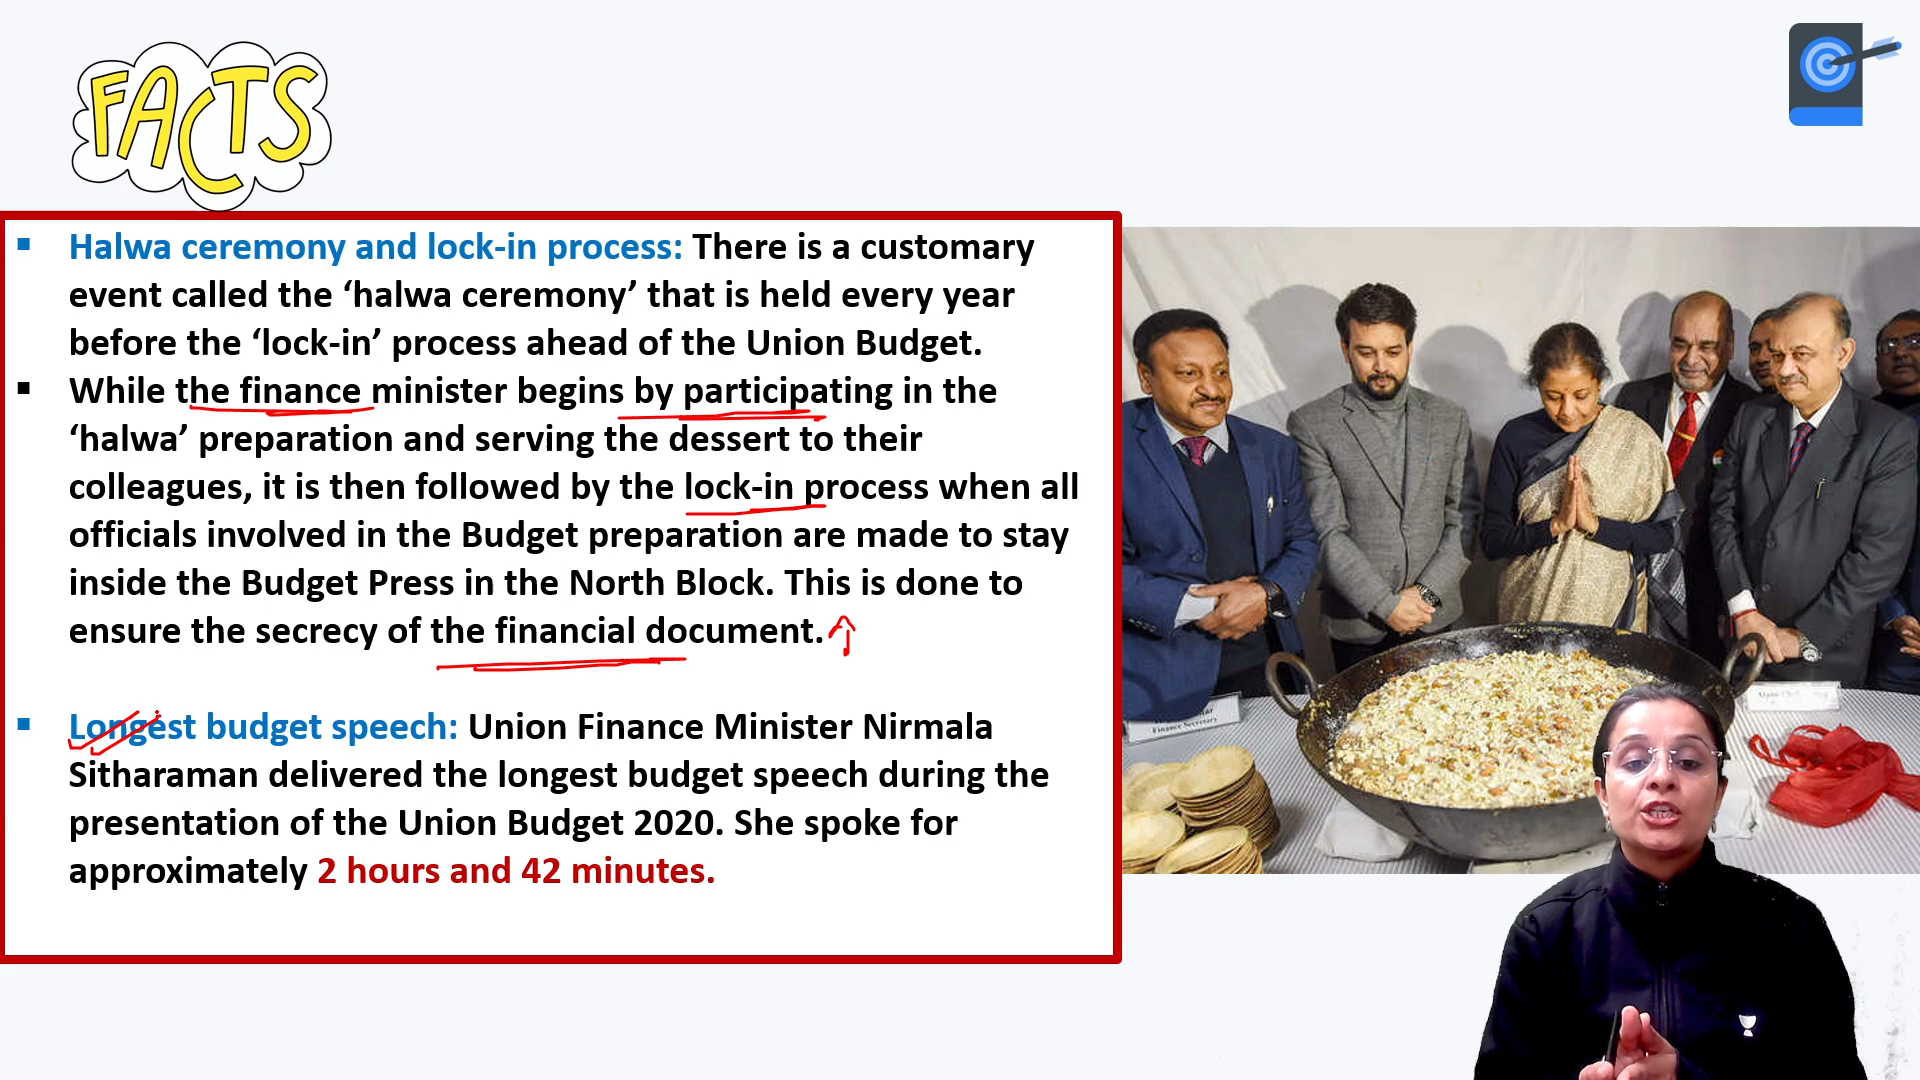 FACTS
▪ Halwa ceremony and lock-in process: There is a customary
event called the ‘halwa ceremony’ that is held every year
before the ‘lock-in’ process ahead of the Union Budget.
▪ While the finance minister begins by participating in the
‘halwa’ preparation and serving the dessert to their
colleagues, it is then followed by the lock-in process when all
officials involved in the Budget preparation are made to stay
inside the Budget Press in the North Block. This is done to
ensure the secrecy of the financial document.
▪ Longest budget speech: Union Finance Minister Nirmala
Sitharaman delivered the longest budget speech during the
presentation of the Union Budget 2020. She spoke for
approximately 2 hours and 42 minutes.
Finance Secretary